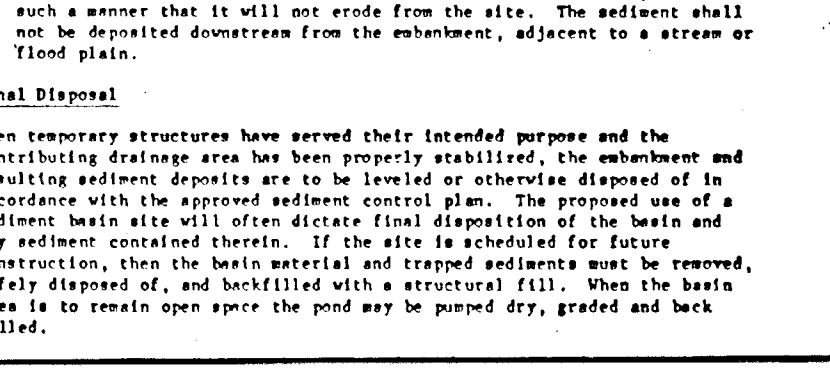 such a manner that it will not erode from the site. The sediment shall
not be deposited downstream from the embankment, adjacent to a stream or
flood plain.
nal Disposal
en temporary structures have served their intended purpose and the
ntributing drainage area has been properly stabilized, the embankment and
sulting sediment deposits are to be leveled or otherwise disposed of in
cordance with the approved sediment control plan. The proposed use of a
diment basin site will often dictate final disposition of the basin and
y sediment contained therein. If the site is scheduled for future
nstruction, then the basin material and trapped sediments must be removed,
fely disposed of, and backfilled with a structural fill. When the basin
ea is to remain open space the pond may be pumped dry, graded and back
lled.